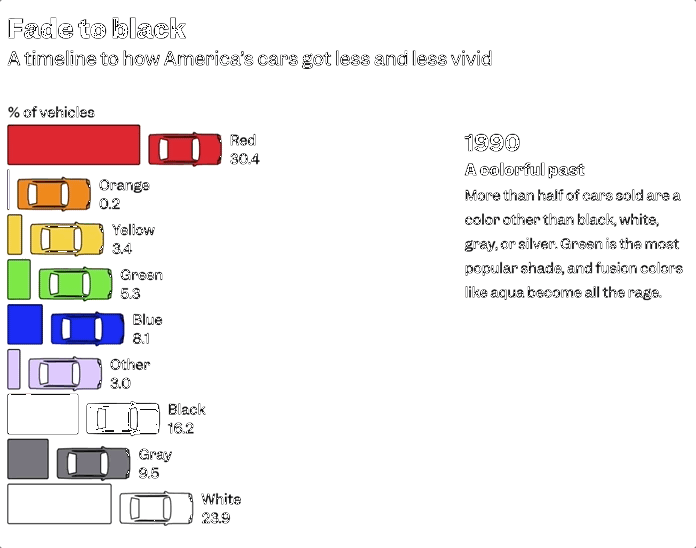 Fade to black
A timeline to how America's cars got less and less vivid
% of vehicles
Red
30.4
Orange
0.2
Yellow
3.4
Green
5.3
Blue
8.1
Other
3.0
Black
16.2
Gray
9.5
White
23.9
1990
A colorful past
More than half of cars sold are a
color other than black, white,
gray, or silver. Green is the most
popular shade, and fusion colors
like aqua become all the rage.